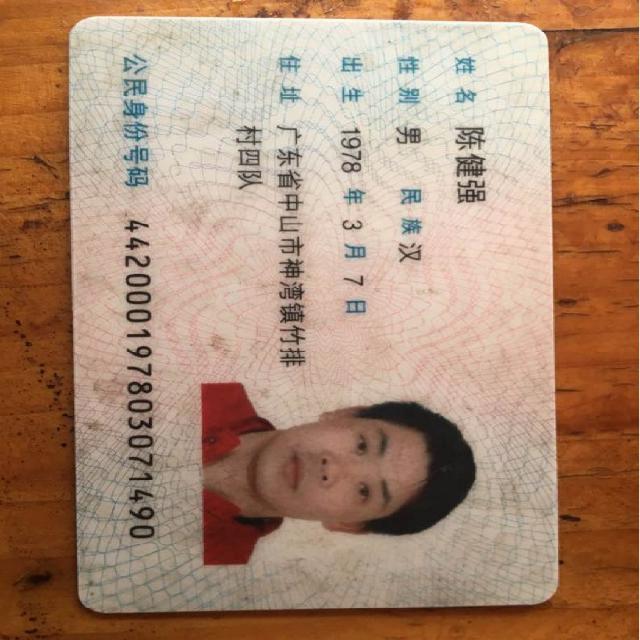 姓名 陈健强
性别 男 民族 汉
出生 1978 年 3 月 7 日
住址 广东省中山市神湾镇竹排
村四队
公民身份号码 442000197803071490